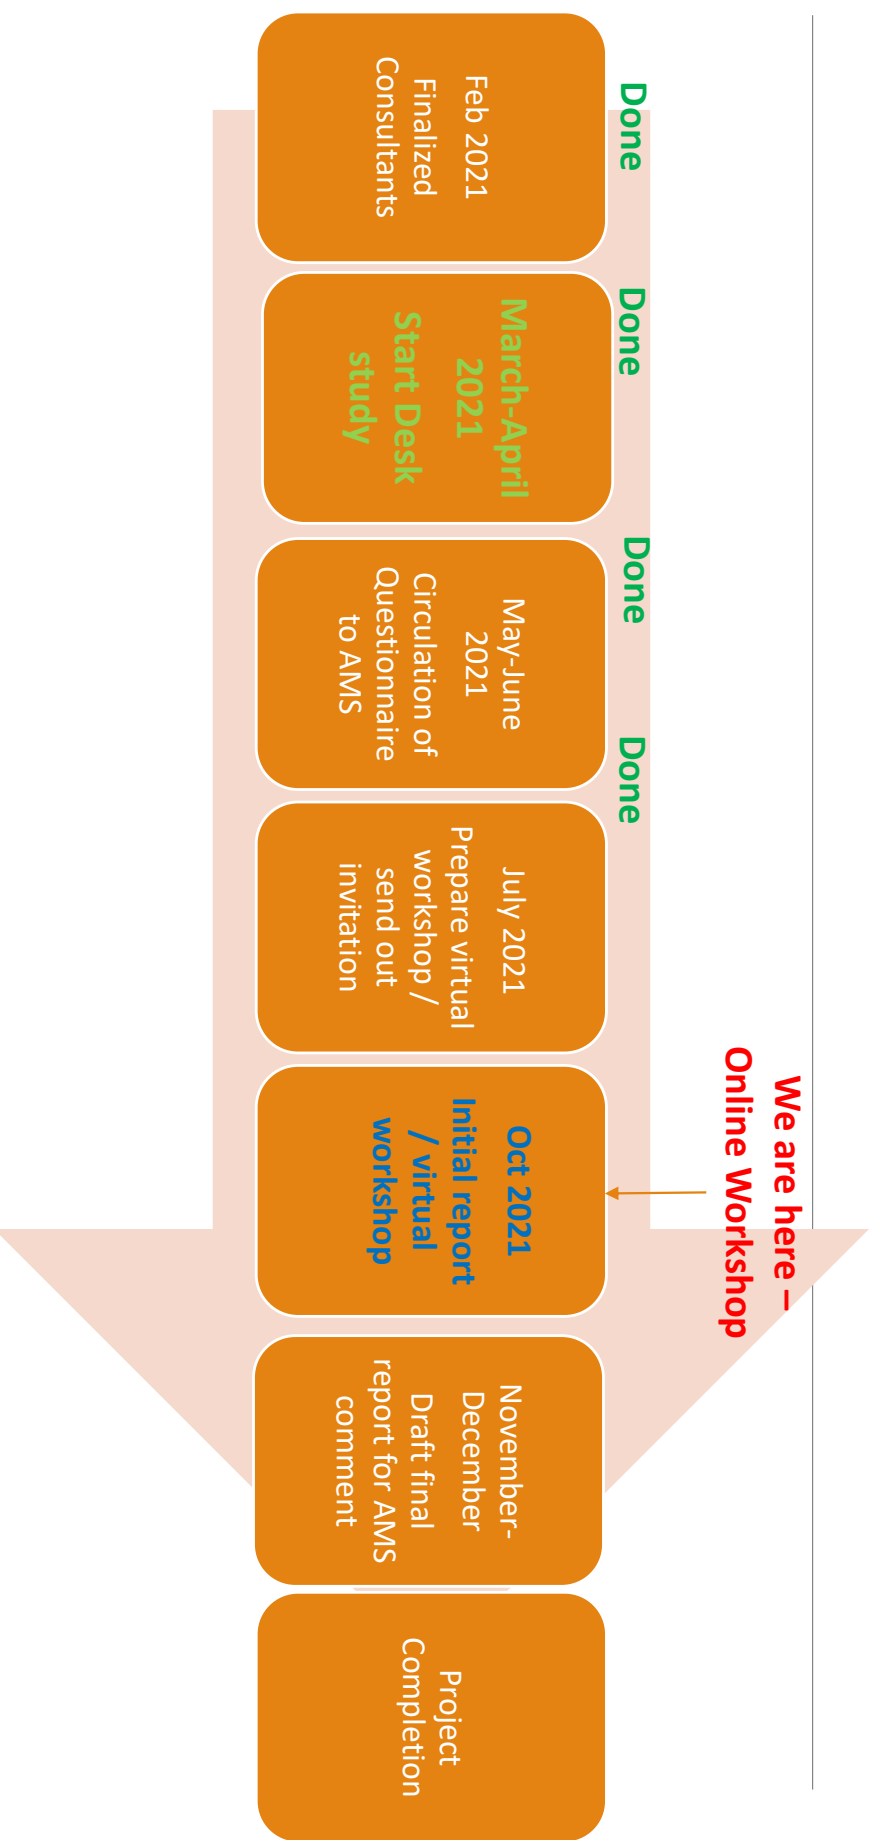 We are here –
Online Workshop
Done
Done
Done
Done
Feb 2021
Finalized
Consultants
March-April
2021
Start Desk
study
May-June
2021
Circulation of
Questionnaire
to AMS
July 2021
Prepare virtual
workshop /
send out
invitation
Oct 2021
Initial report
/ virtual
workshop
November-
December
Draft final
report for AMS
comment
Project
Completion